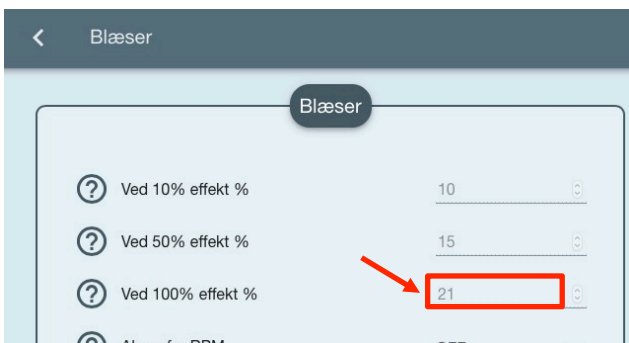 Blæser
Blæser
Ved 10% effekt % 10
Ved 50% effekt % 15
Ved 100% effekt % 21